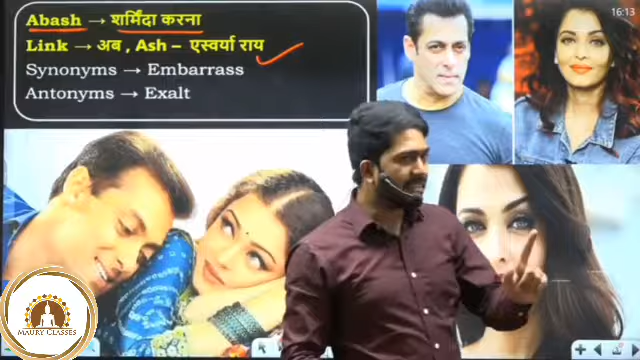 Abash → शर्मिंदा करना
Link → अब , Ash – एस्वर्या राय
Synonyms → Embarrass
Antonyms → Exalt
16:13
MAURY CLASSES